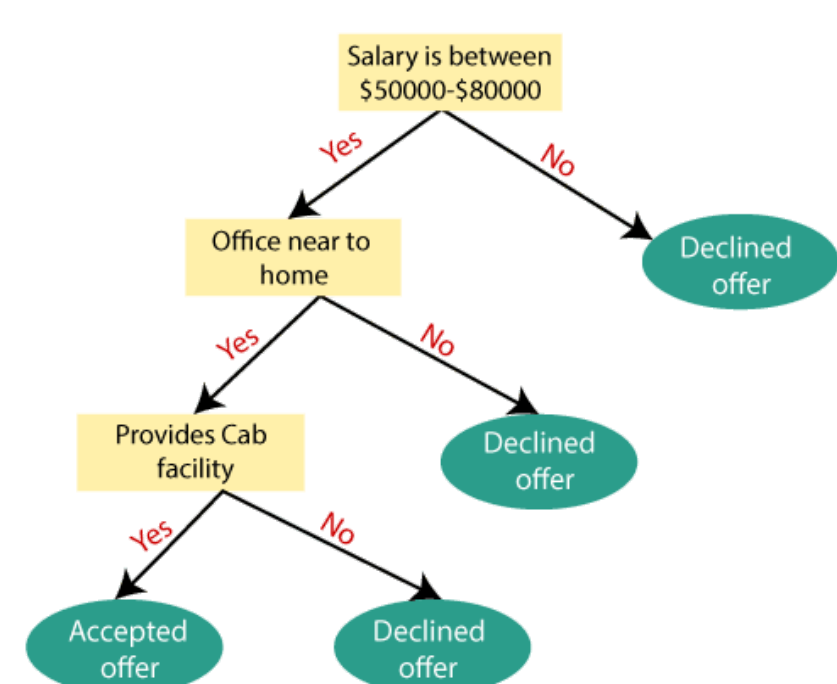 Salary is between
$50000-$80000
Yes
No
Office near to
home
Declined
offer
Yes
No
Provides Cab
facility
Declined
offer
Yes
No
Accepted
offer
Declined
offer